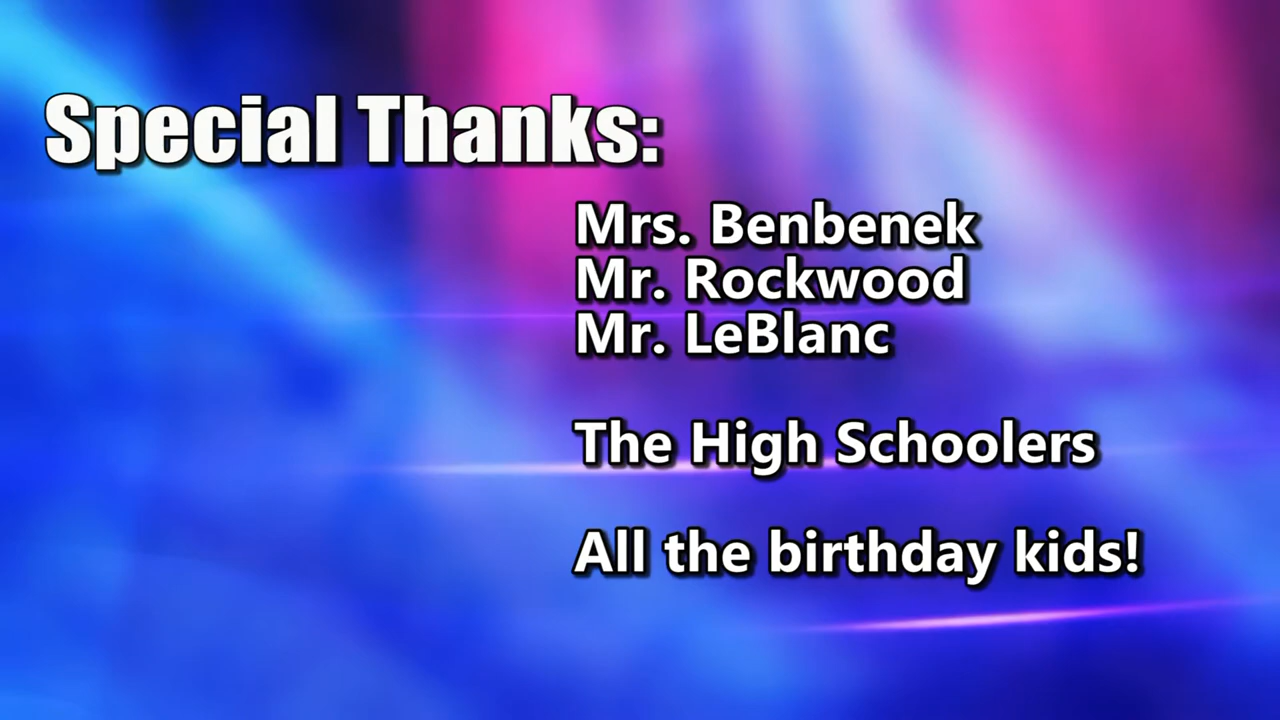 Special Thanks:
Mrs. Benbenek
Mr. Rockwood
Mr. LeBlanc
The High Schoolers
All the birthday kids!